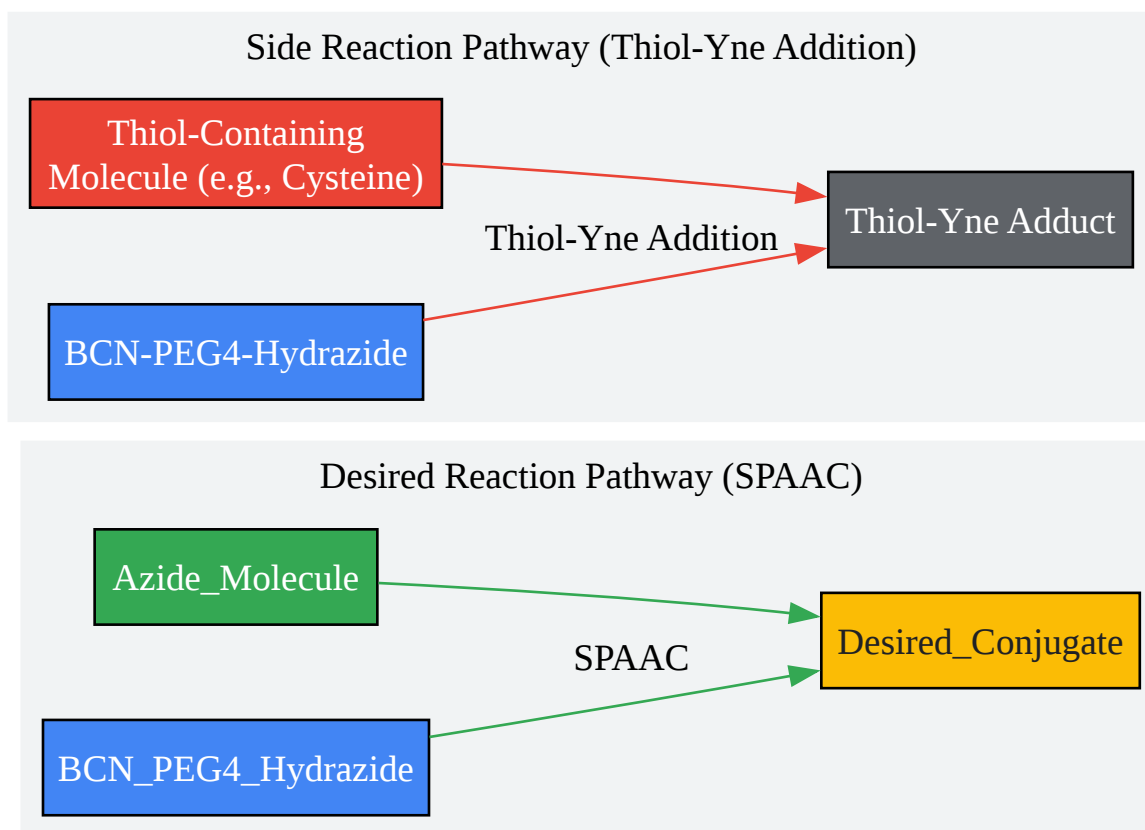 Side Reaction Pathway (Thiol-Yne Addition)
Thiol-Containing
Molecule (e.g., Cysteine)
Thiol-Yne Adduct
Thiol-Yne Addition
BCN-PEG4-Hydrazide
Desired Reaction Pathway (SPAAC)
Azide_Molecule
Desired_Conjugate
SPAAC
BCN_PEG4_Hydrazide